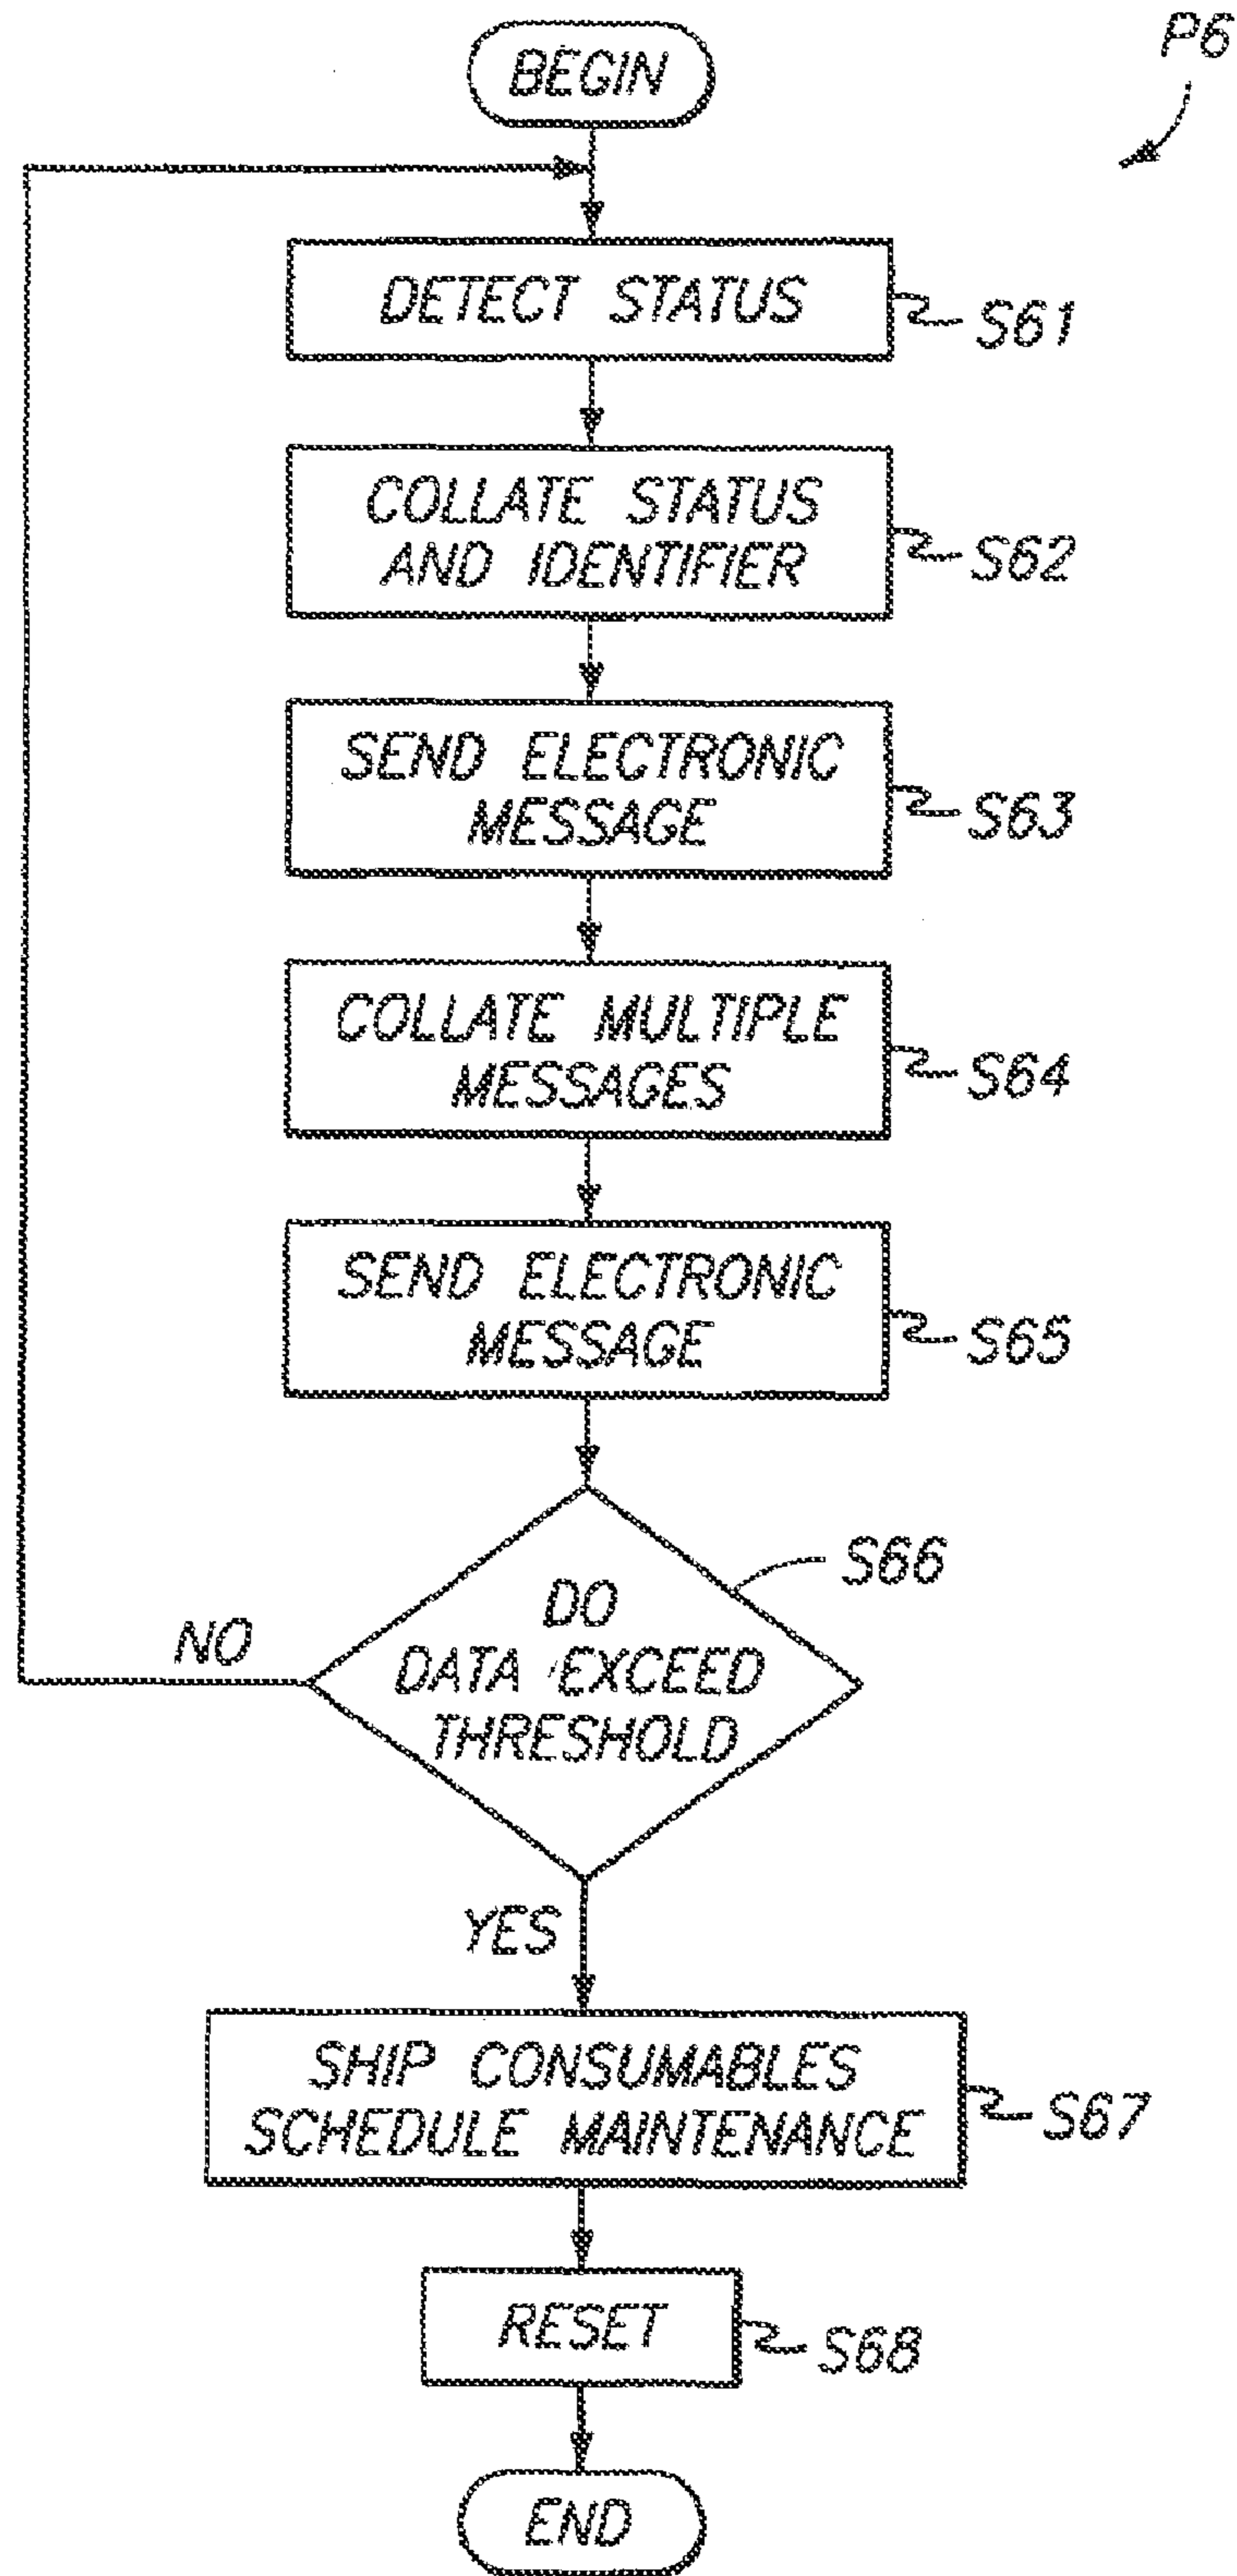 P6
BEGIN
DETECT STATUS
S61
COLLATE STATUS
AND IDENTIFIER
S62
SEND ELECTRONIC
MESSAGE
S63
COLLATE MULTIPLE
MESSAGES
S64
SEND ELECTRONIC
MESSAGE
S65
DO
DATA EXCEED
THRESHOLD
S66
NO
YES
SHIP CONSUMABLES
SCHEDULE MAINTENANCE
S67
RESET
S68
END